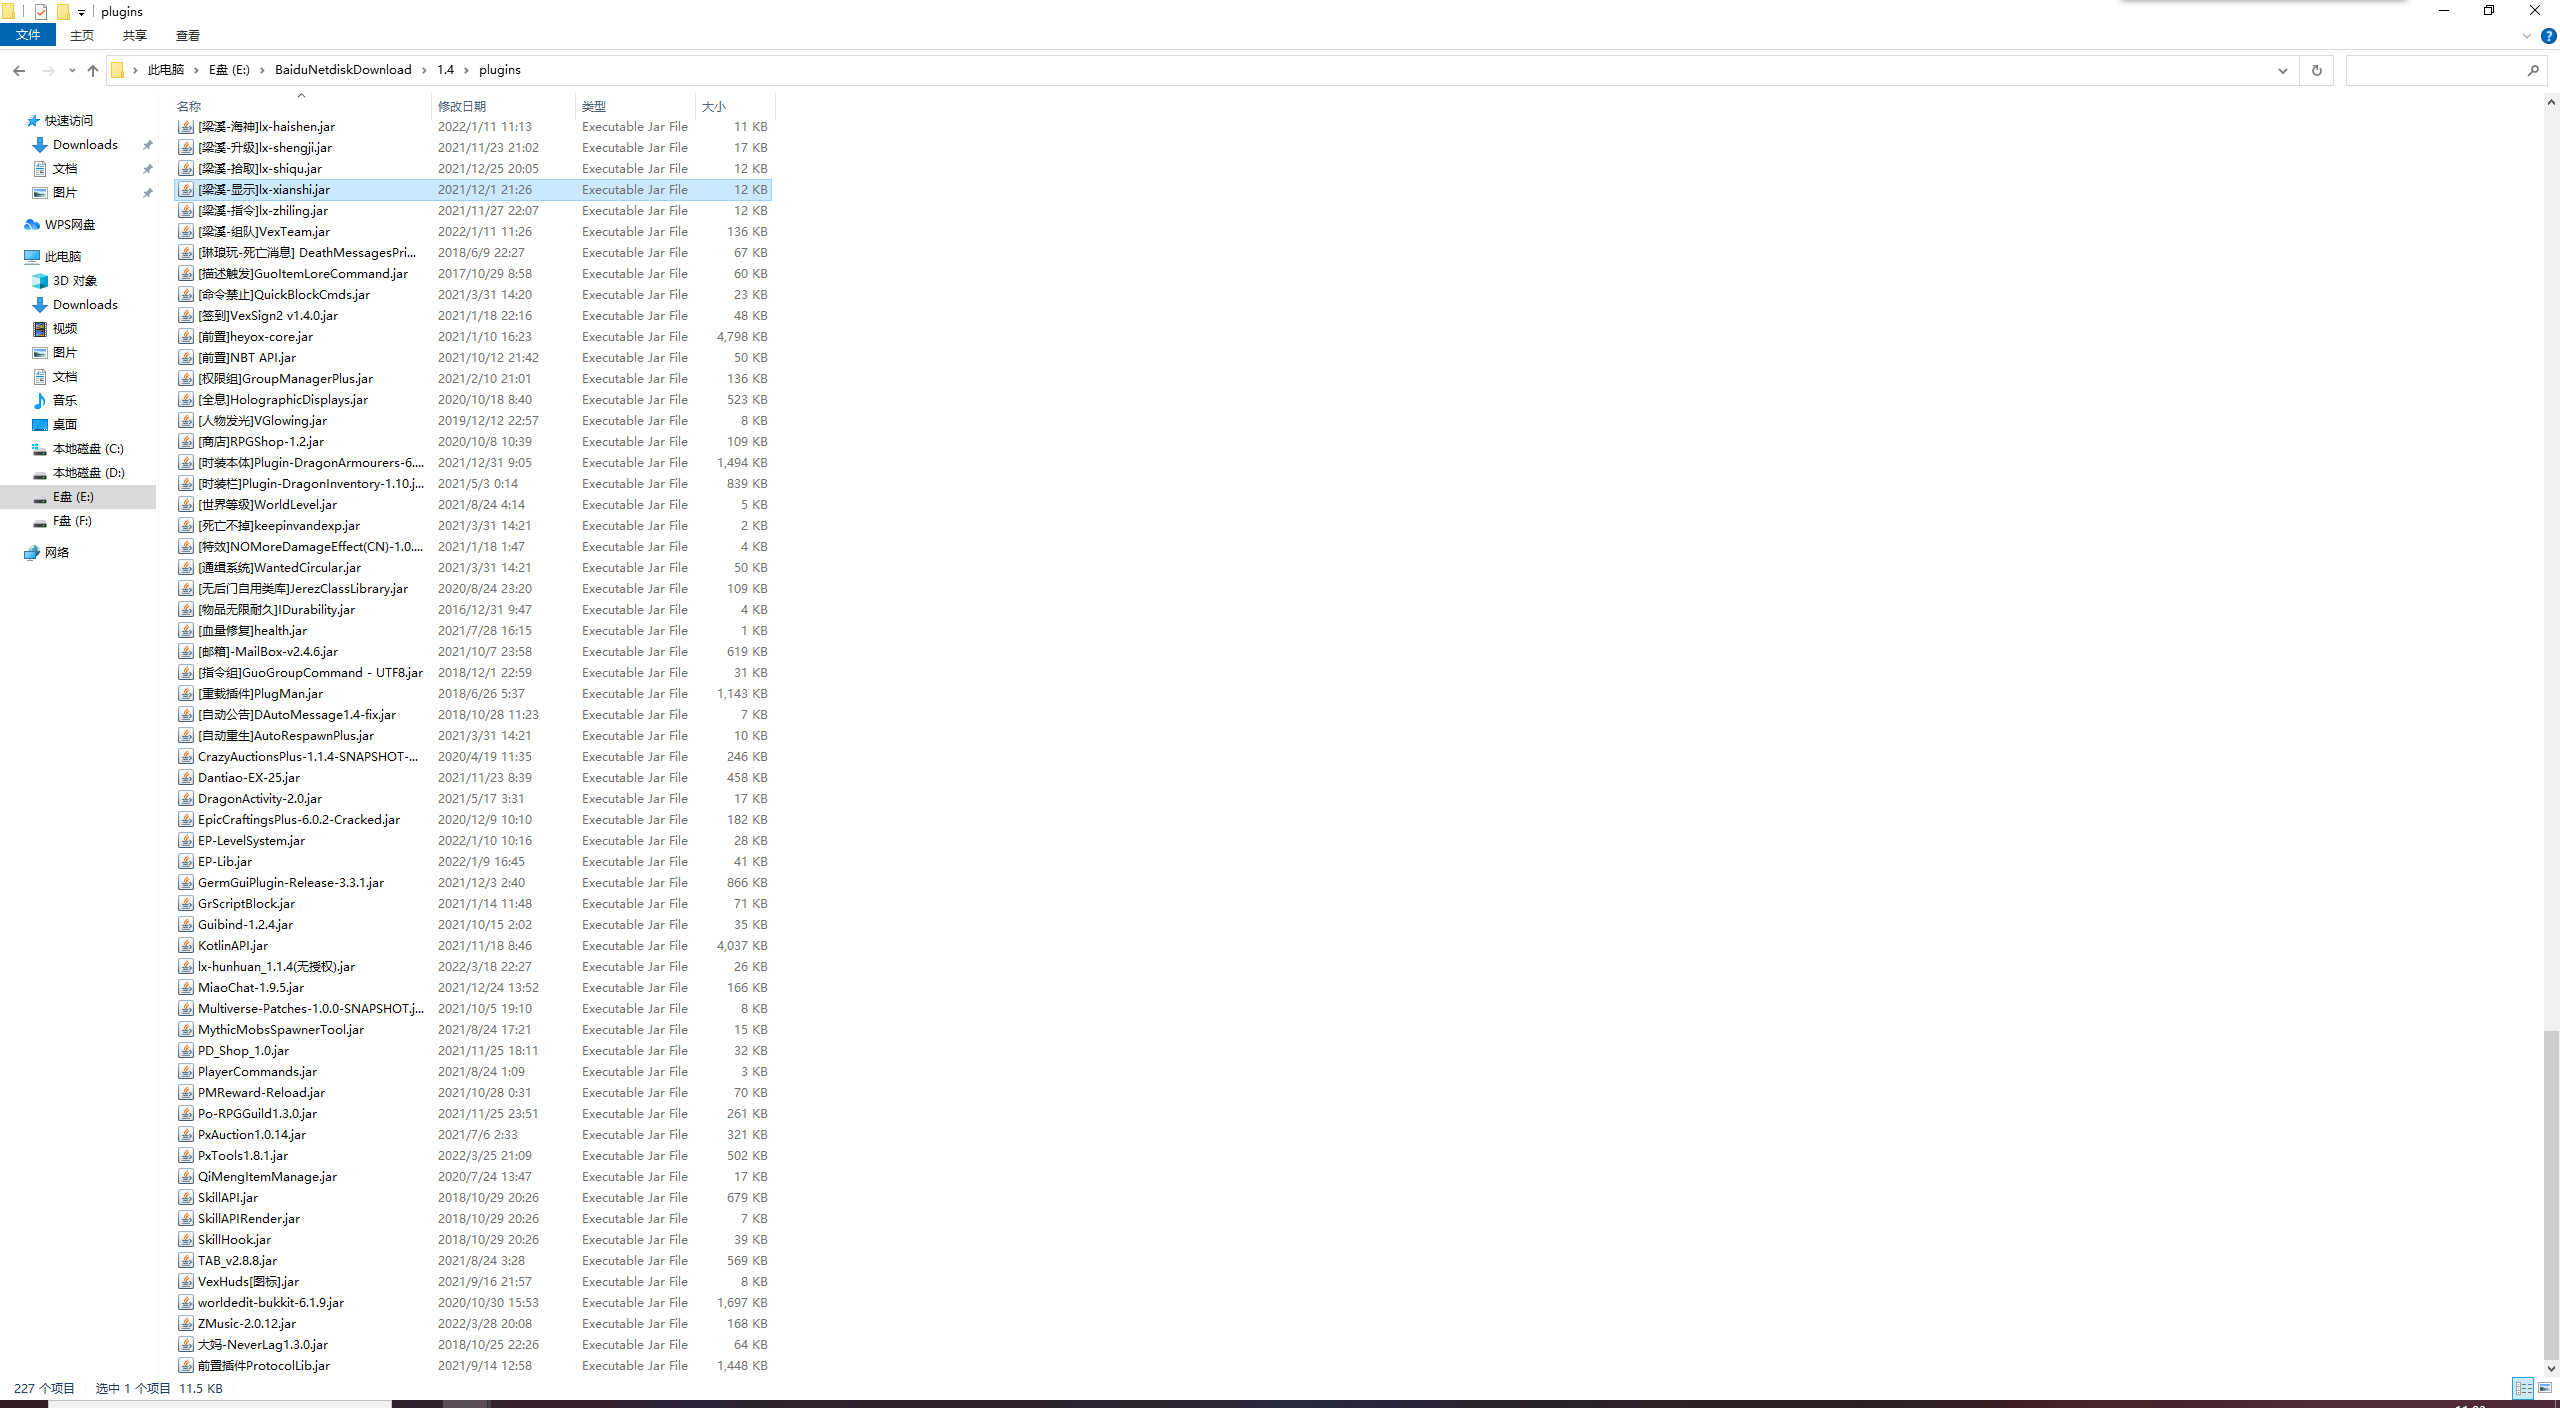 plugins
文件 主页 共享 查看
此电脑 › E盘 (E:) › BaiduNetdiskDownload › 1.4 › plugins
快速访问
Downloads
文档
图片
WPS网盘
此电脑
3D 对象
Downloads
视频
图片
文档
音乐
桌面
本地磁盘 (C:)
本地磁盘 (D:)
E盘 (E:)
F盘 (F:)
网络
名称 修改日期 类型 大小
[梁溪-海神]lx-haishen.jar 2022/1/11 11:13 Executable Jar File 11 KB
[梁溪-升级]lx-shengji.jar 2021/11/23 21:02 Executable Jar File 17 KB
[梁溪-拾取]lx-shiqu.jar 2021/12/25 20:05 Executable Jar File 12 KB
[梁溪-显示]lx-xianshi.jar 2021/12/1 21:26 Executable Jar File 12 KB
[梁溪-指令]lx-zhiling.jar 2021/11/27 22:07 Executable Jar File 12 KB
[梁溪-组队]VexTeam.jar 2022/1/11 11:26 Executable Jar File 136 KB
[琳琅玩-死亡消息] DeathMessagesPri... 2018/6/9 22:27 Executable Jar File 67 KB
[描述触发]GuoItemLoreCommand.jar 2017/10/29 8:58 Executable Jar File 60 KB
[命令禁止]QuickBlockCmds.jar 2021/3/31 14:20 Executable Jar File 23 KB
[签到]VexSign2 v1.4.0.jar 2021/1/18 22:16 Executable Jar File 48 KB
[前置]heyox-core.jar 2021/1/10 16:23 Executable Jar File 4,798 KB
[前置]NBT API.jar 2021/10/12 21:42 Executable Jar File 50 KB
[权限组]GroupManagerPlus.jar 2021/2/10 21:01 Executable Jar File 136 KB
[全息]HolographicDisplays.jar 2020/10/18 8:40 Executable Jar File 523 KB
[人物发光]VGlowing.jar 2019/12/12 22:57 Executable Jar File 8 KB
[商店]RPGShop-1.2.jar 2020/10/8 10:39 Executable Jar File 109 KB
[时装本体]Plugin-DragonArmourers-6.... 2021/12/31 9:05 Executable Jar File 1,494 KB
[时装栏]Plugin-DragonInventory-1.10.j... 2021/5/3 0:14 Executable Jar File 839 KB
[世界等级]WorldLevel.jar 2021/8/24 4:14 Executable Jar File 5 KB
[死亡不掉]keepinvandexp.jar 2021/3/31 14:21 Executable Jar File 2 KB
[特效]NOMoreDamageEffect(CN)-1.0.... 2021/1/18 1:47 Executable Jar File 4 KB
[通缉系统]WantedCircular.jar 2021/3/31 14:21 Executable Jar File 50 KB
[无后门自用类库]JerezClassLibrary.jar 2020/8/24 23:20 Executable Jar File 109 KB
[物品无限耐久]IDurability.jar 2016/12/31 9:47 Executable Jar File 4 KB
[血量修复]health.jar 2021/7/28 16:15 Executable Jar File 1 KB
[邮箱]-MailBox-v2.4.6.jar 2021/10/7 23:58 Executable Jar File 619 KB
[指令组]GuoGroupCommand - UTF8.jar 2018/12/1 22:59 Executable Jar File 31 KB
[重载插件]PlugMan.jar 2018/6/26 5:37 Executable Jar File 1,143 KB
[自动公告]DAutoMessage1.4-fix.jar 2018/10/28 11:23 Executable Jar File 7 KB
[自动重生]AutoRespawnPlus.jar 2021/3/31 14:21 Executable Jar File 10 KB
CrazyAuctionsPlus-1.1.4-SNAPSHOT-... 2020/4/19 11:35 Executable Jar File 246 KB
Dantiao-EX-25.jar 2021/11/23 8:39 Executable Jar File 458 KB
DragonActivity-2.0.jar 2021/5/17 3:31 Executable Jar File 17 KB
EpicCraftingsPlus-6.0.2-Cracked.jar 2020/12/9 10:10 Executable Jar File 182 KB
EP-LevelSystem.jar 2022/1/10 10:16 Executable Jar File 28 KB
EP-Lib.jar 2022/1/9 16:45 Executable Jar File 41 KB
GermGuiPlugin-Release-3.3.1.jar 2021/12/3 2:40 Executable Jar File 866 KB
GrScriptBlock.jar 2021/1/14 11:48 Executable Jar File 71 KB
Guibind-1.2.4.jar 2021/10/15 2:02 Executable Jar File 35 KB
KotlinAPI.jar 2021/11/18 8:46 Executable Jar File 4,037 KB
lx-hunhuan_1.1.4(无授权).jar 2022/3/18 22:27 Executable Jar File 26 KB
MiaoChat-1.9.5.jar 2021/12/24 13:52 Executable Jar File 166 KB
Multiverse-Patches-1.0.0-SNAPSHOT.j... 2021/10/5 19:10 Executable Jar File 8 KB
MythicMobsSpawnerTool.jar 2021/8/24 17:21 Executable Jar File 15 KB
PD_Shop_1.0.jar 2021/11/25 18:11 Executable Jar File 32 KB
PlayerCommands.jar 2021/8/24 1:09 Executable Jar File 3 KB
PMReward-Reload.jar 2021/10/28 0:31 Executable Jar File 70 KB
Po-RPGGuild1.3.0.jar 2021/11/25 23:51 Executable Jar File 261 KB
PxAuction1.0.14.jar 2021/7/6 2:33 Executable Jar File 321 KB
PxTools1.8.1.jar 2022/3/25 21:09 Executable Jar File 502 KB
QiMengItemManage.jar 2020/7/24 13:47 Executable Jar File 17 KB
SkillAPI.jar 2018/10/29 20:26 Executable Jar File 679 KB
SkillAPIRender.jar 2018/10/29 20:26 Executable Jar File 7 KB
SkillHook.jar 2018/10/29 20:26 Executable Jar File 39 KB
TAB_v2.8.8.jar 2021/8/24 3:28 Executable Jar File 569 KB
VexHuds[图标].jar 2021/9/16 21:57 Executable Jar File 8 KB
worldedit-bukkit-6.1.9.jar 2020/10/30 15:53 Executable Jar File 1,697 KB
ZMusic-2.0.12.jar 2022/3/28 20:08 Executable Jar File 168 KB
大妈-NeverLag1.3.0.jar 2018/10/25 22:26 Executable Jar File 64 KB
前置插件ProtocolLib.jar 2021/9/14 12:58 Executable Jar File 1,448 KB
227 个项目 选中 1 个项目 11.5 KB